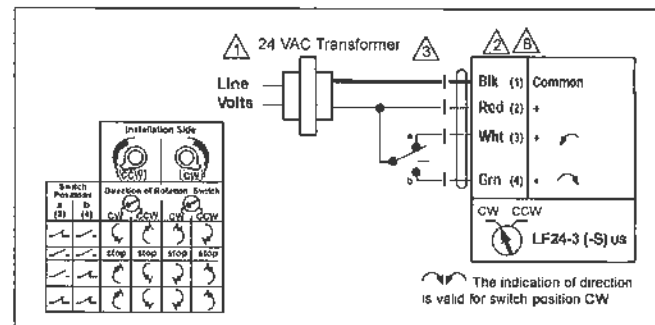 1 24 VAC Transformer 3 2 8
Line
Volts
Blk (1) Common
Red (2) +
Wht (3) +
Grn (4)
a
b
CW CCW
LF24-3 (-S) us
The indication of direction
is valid for switch position CW
Installation Side
CCW CW
Switch
Positions
a b
(3) (4)
Direction of Rotation Switch
CW CCW CW CCW
stop stop stop stop